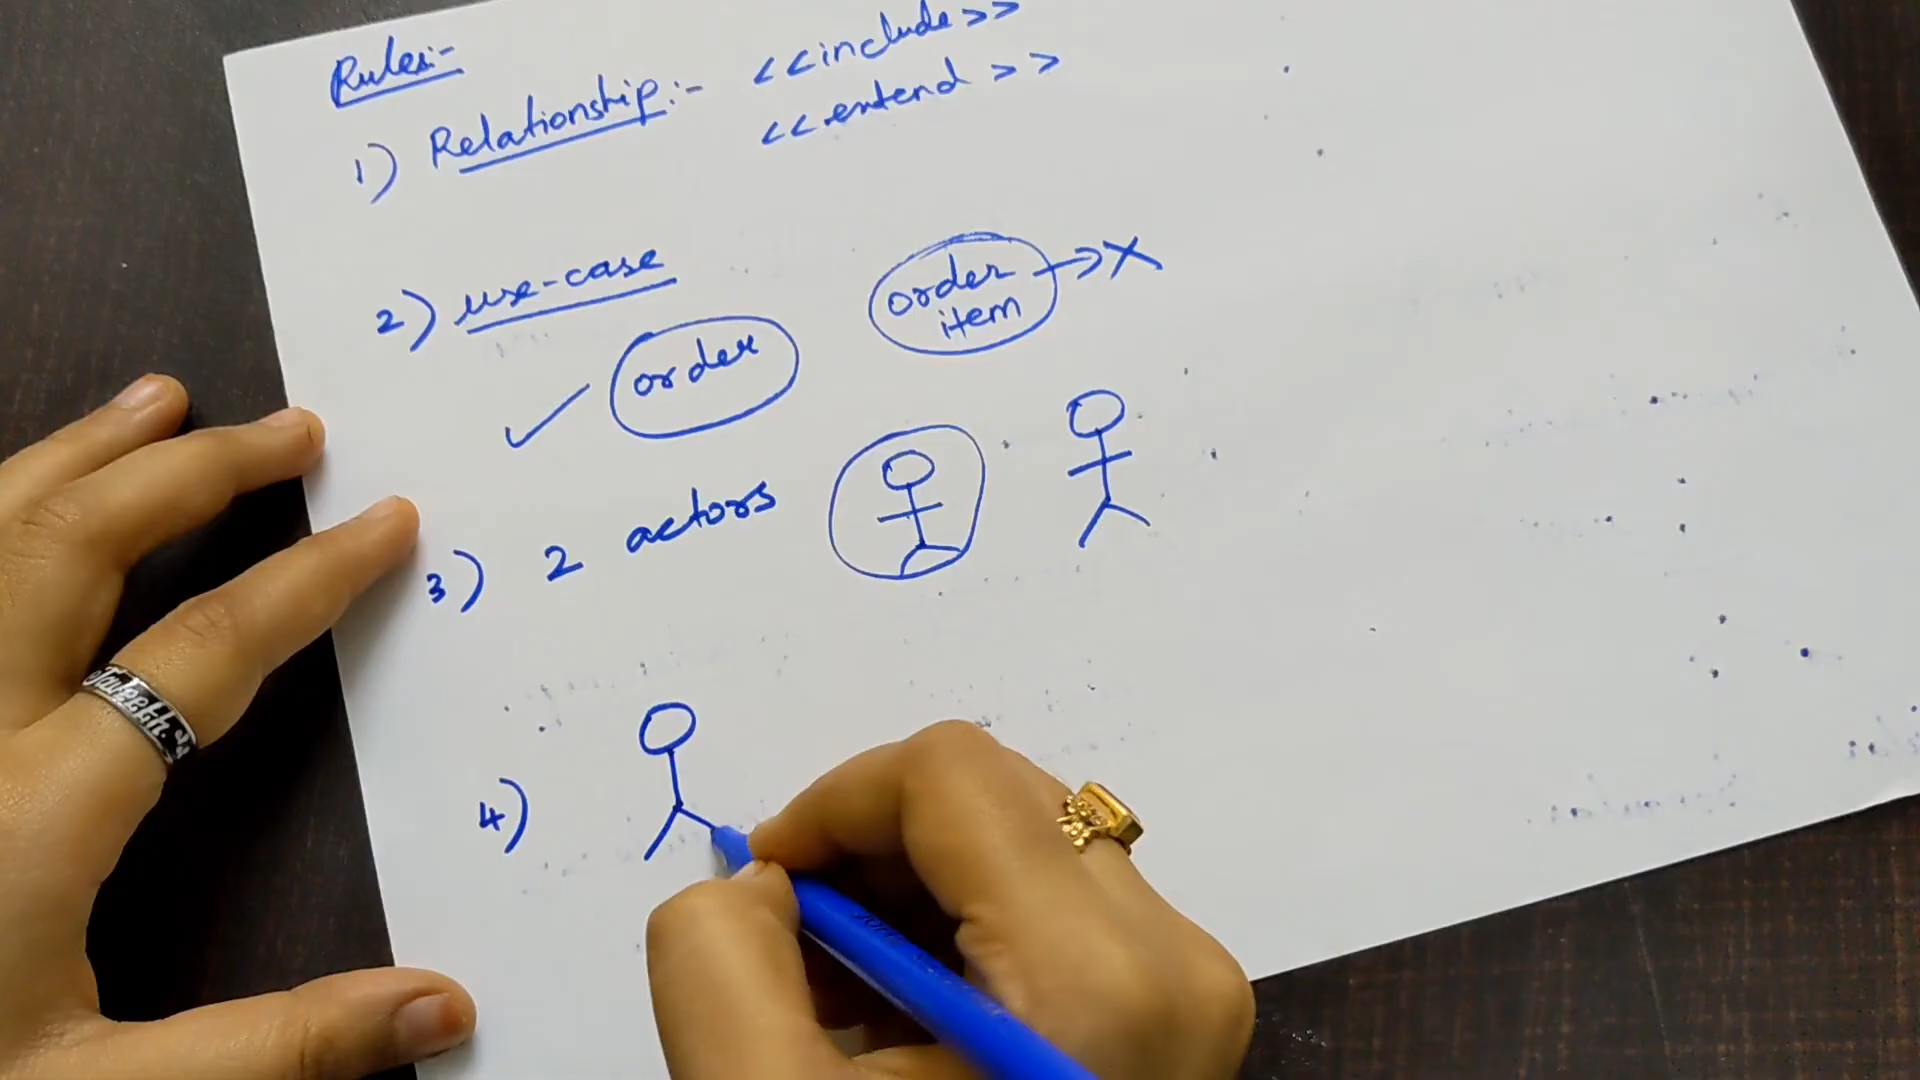 Rules:-
1) Relationship:- <<include>>
<<extend>>
2) use-case
order
item
X
order
3) 2 actors
4)